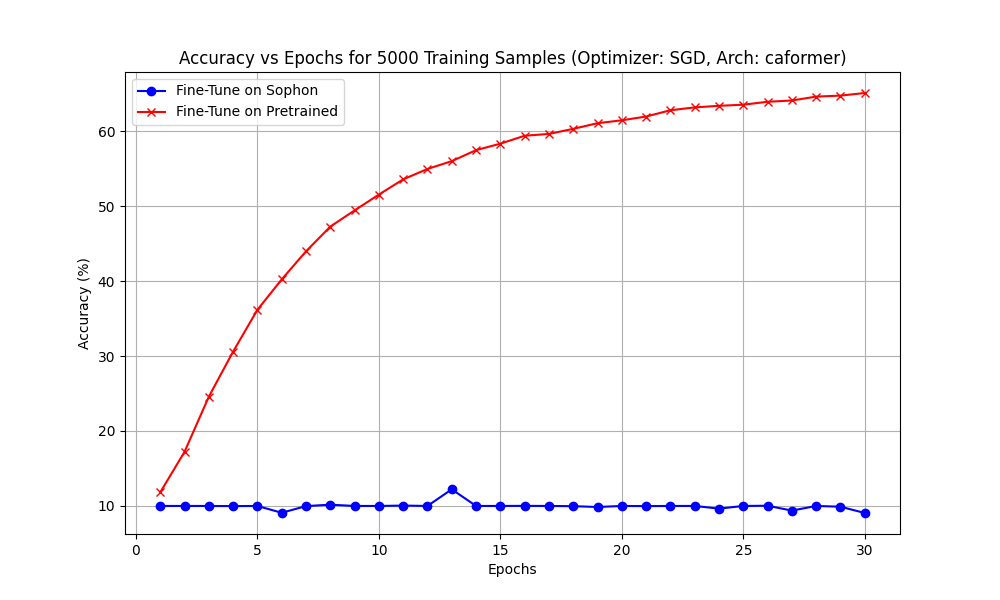 Accuracy vs Epochs for 5000 Training Samples (Optimizer: SGD, Arch: caformer)
Fine-Tune on Sophon
Fine-Tune on Pretrained
Accuracy (%)
60
50
40
30
20
10
0 5 10 15 20 25 30
Epochs